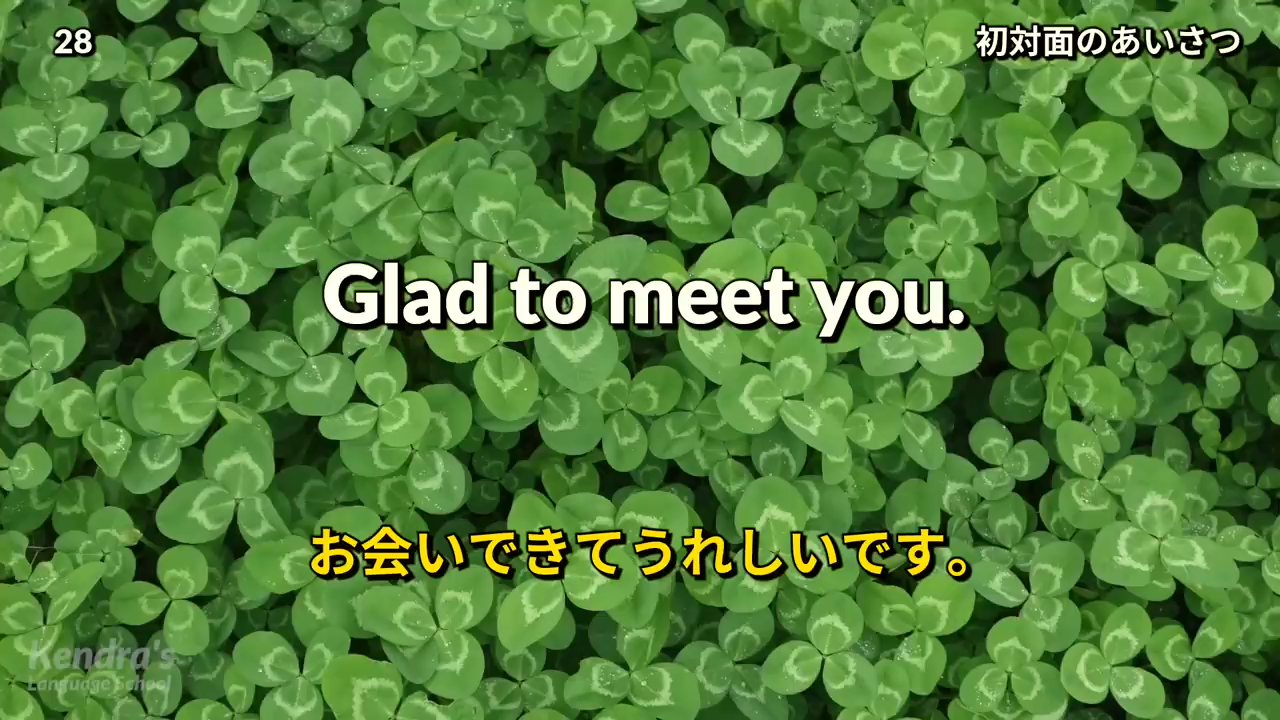 28
初対面のあいさつ
Glad to meet you.
お会いできてうれしいです。
Kendra's
Language School